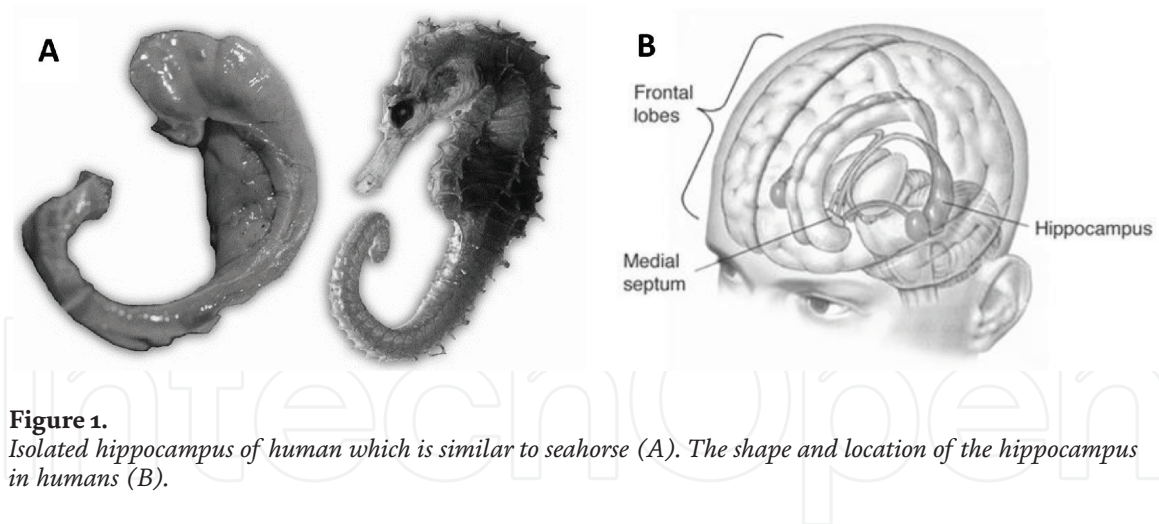 A
B
Frontal
lobes
Hippocampus
Medial
septum
IntechOpen
Figure 1.
Isolated hippocampus of human which is similar to seahorse (A). The shape and location of the hippocampus
in humans (B).